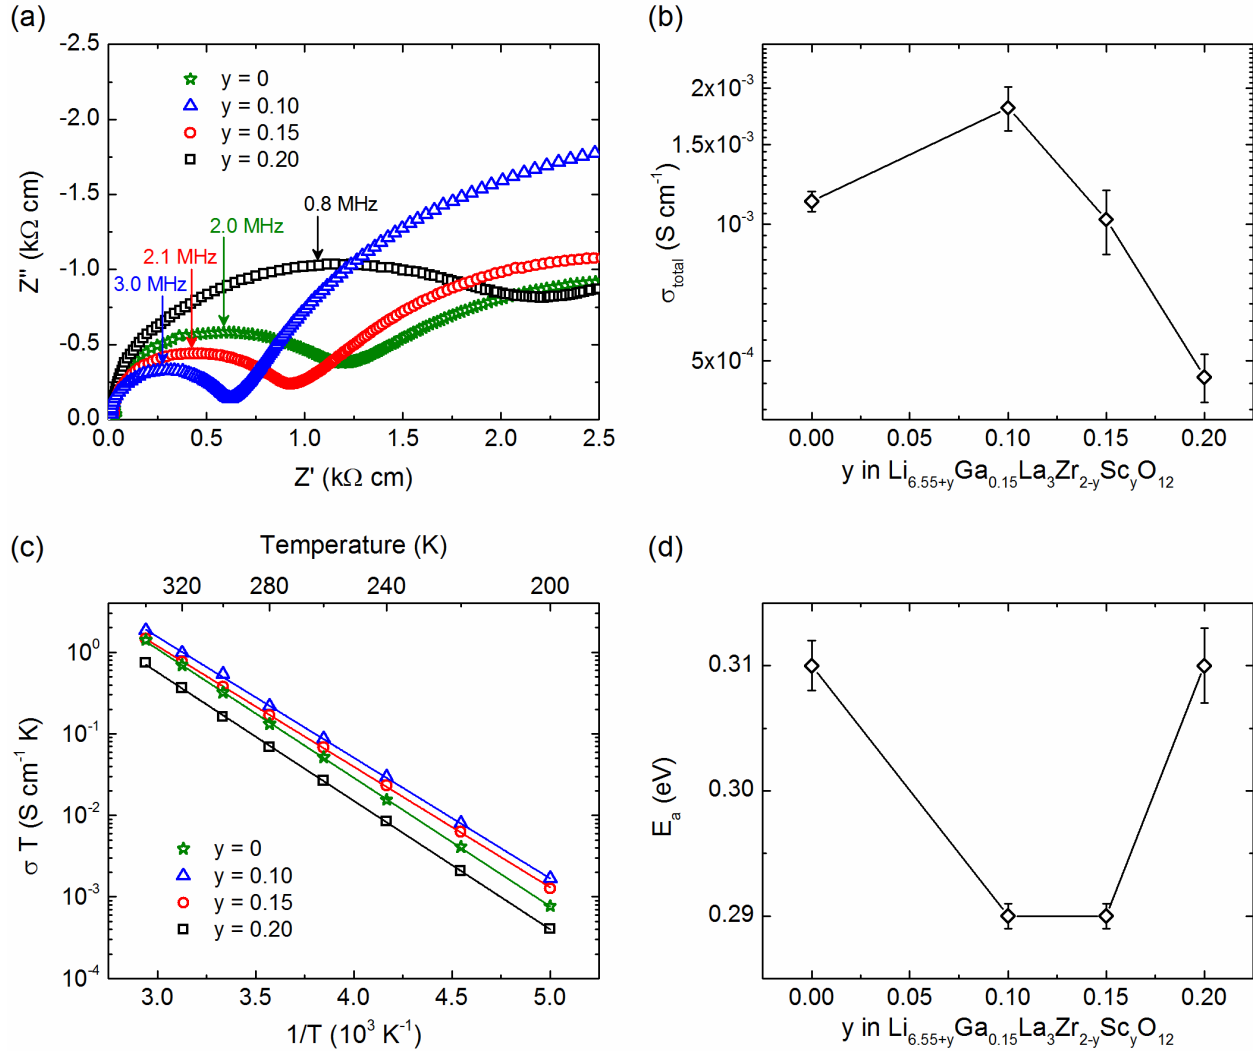 (a)
-2.5
-2.0
-1.5
-1.0
-0.5
0.0
Z'' (kΩ cm)
y = 0
y = 0.10
y = 0.15
y = 0.20
0.8 MHz
2.0 MHz
2.1 MHz
3.0 MHz
0.0 0.5 1.0 1.5 2.0 2.5
Z' (kΩ cm)
(b)
2x10⁻³
1.5x10⁻³
10⁻³
5x10⁻⁴
σ_total (S cm⁻¹)
0.00 0.05 0.10 0.15 0.20
y in Li₆.₅₅₊yGa₀.₁₅La₃Zr₂₋yScyO₁₂
(c)
Temperature (K)
320 280 240 200
10⁰
10⁻¹
10⁻²
10⁻³
10⁻⁴
σ T (S cm⁻¹ K)
y = 0
y = 0.10
y = 0.15
y = 0.20
3.0 3.5 4.0 4.5 5.0
1/T (10³ K⁻¹)
(d)
0.31
0.30
0.29
Eₐ (eV)
0.00 0.05 0.10 0.15 0.20
y in Li₆.₅₅₊yGa₀.₁₅La₃Zr₂₋yScyO₁₂